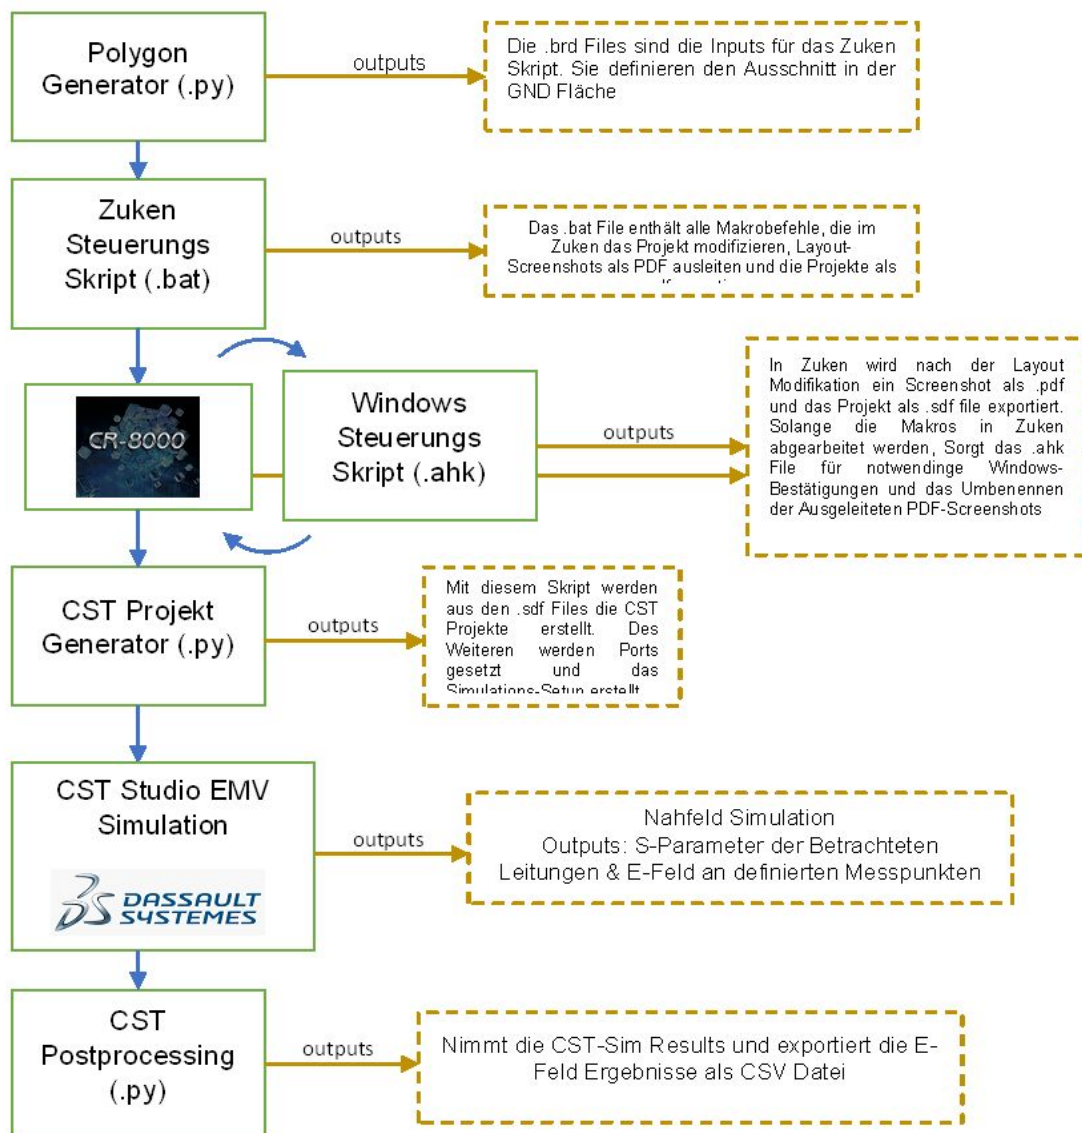 Polygon
Generator (.py)
outputs
Die .brd Files sind die Inputs für das Zuken
Skript. Sie definieren den Ausschnitt in der
GND Fläche
Zuken
Steuerungs
Skript (.bat)
outputs
Das .bat File enthält alle Makrobefehle, die im
Zuken das Projekt modifizieren, Layout-
Screenshots als PDF ausleiten und die Projekte als
CR-8000
Windows
Steuerungs
Skript (.ahk)
outputs
In Zuken wird nach der Layout
Modifikation ein Screenshot als .pdf
und das Projekt als .sdf file exportiert.
Solange die Makros in Zuken
abgearbeitet werden, Sorgt das .ahk
File für notwendinge Windows-
Bestätigungen und das Umbenennen
der Ausgeleiteten PDF-Screenshots
CST Projekt
Generator (.py)
outputs
Mit diesem Skript werden
aus den .sdf Files die CST
Projekte erstellt. Des
Weiteren werden Ports
gesetzt und das
Simulations-Setup erstellt
CST Studio EMV
Simulation
DASSAULT
SYSTEMES
outputs
Nahfeld Simulation
Outputs: S-Parameter der Betrachteten
Leitungen & E-Feld an definierten Messpunkten
CST
Postprocessing
(.py)
outputs
Nimmt die CST-Sim Results und exportiert die E-
Feld Ergebnisse als CSV Datei